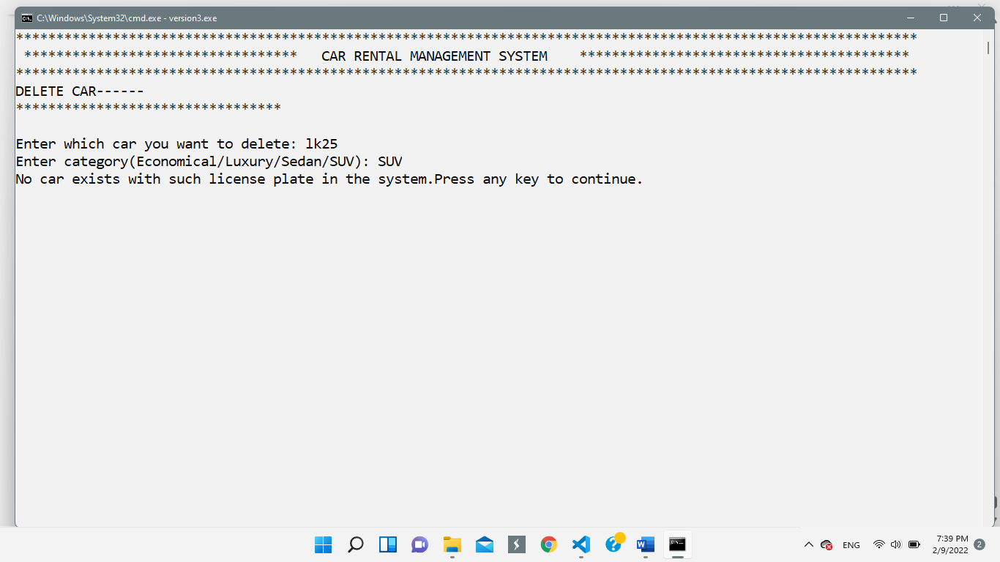 C:\Windows\System32\cmd.exe - version3.exe
****************************************************************************************************************
********************************** CAR RENTAL MANAGEMENT SYSTEM *****************************************
****************************************************************************************************************
DELETE CAR------
*********************************
Enter which car you want to delete: lk25
Enter category(Economical/Luxury/Sedan/SUV): SUV
No car exists with such license plate in the system.Press any key to continue.
ENG
7:39 PM
2/9/2022
2